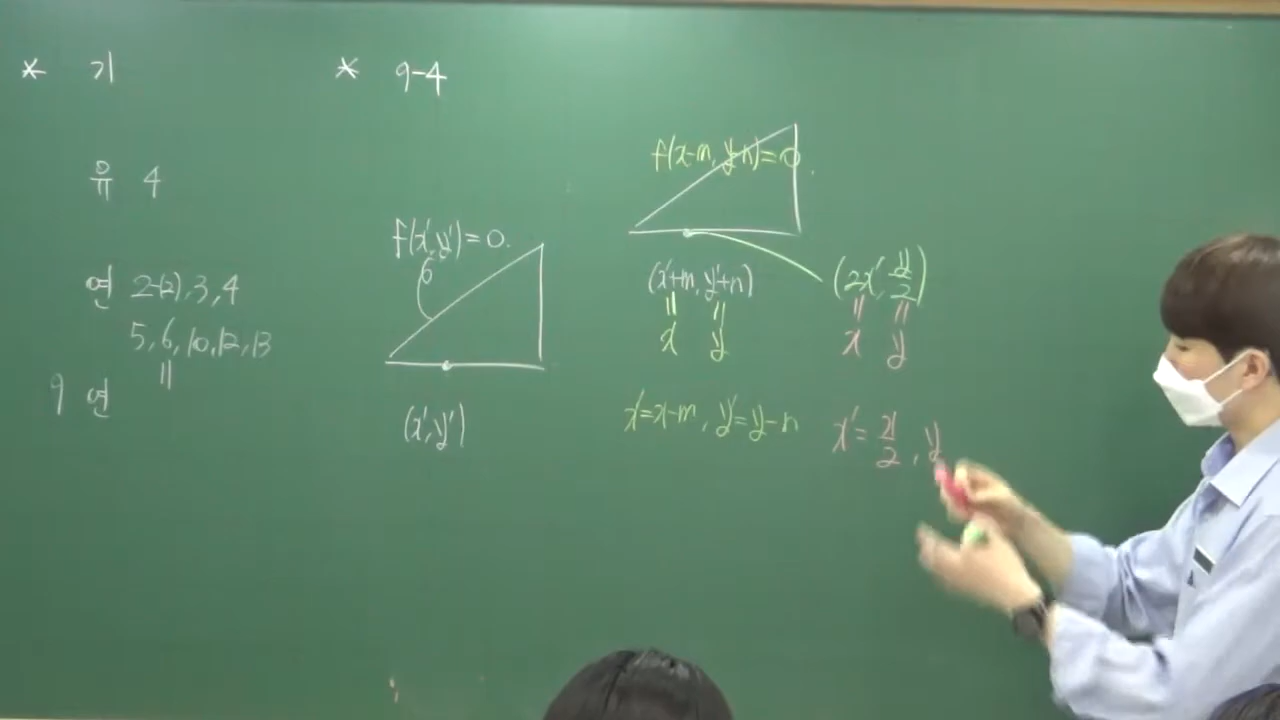 * 기
유 4
연 2-(2), 3, 4
5, 6, 10, 12, 13
11
9 연
* 9-4
f(x', y') = 0.
6
(x', y')
f(x-m, y-n) = 0.
(x'+m, y'+n)
॥ ॥
x y
x' = x-m, y' = y-n
(2x', y/2)
॥ ॥
x y
x' = x/2, y